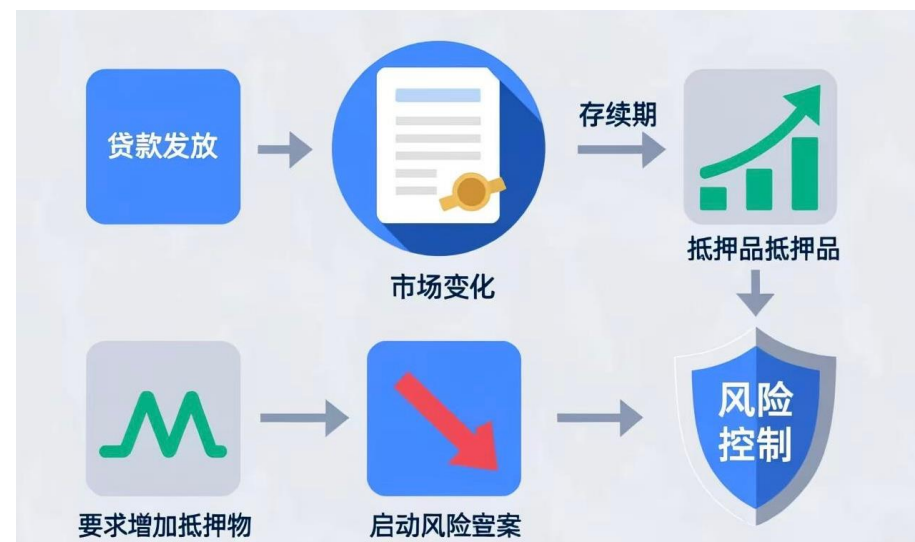 贷款发放
存续期
市场变化
抵押品抵押品
风险
控制
要求增加抵押物
启动风险窒案